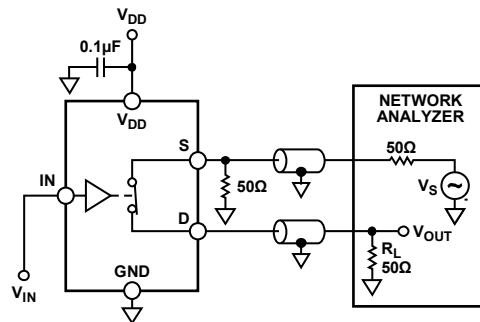 VDD
0.1µF
VDD
NETWORK
ANALYZER
S
50Ω
IN
50Ω
VS
D
VOUT
RL
50Ω
GND
VIN